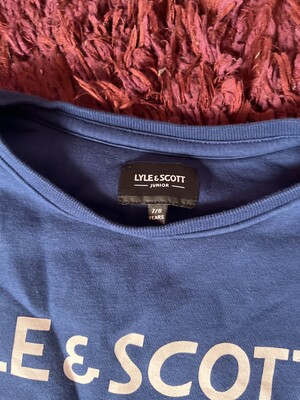 LYLE & SCOTT
JUNIOR
7/8
YEARS
LE & SCOTT